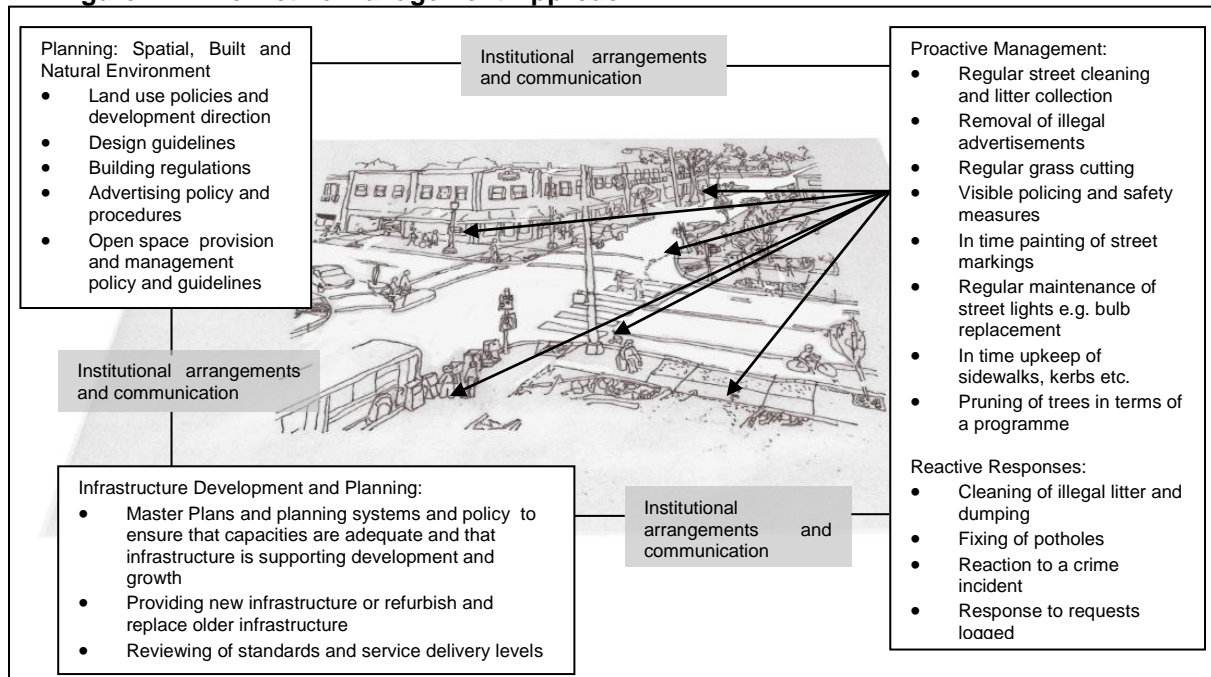 Planning: Spatial, Built and
Natural Environment
• Land use policies and
development direction
• Design guidelines
• Building regulations
• Advertising policy and
procedures
• Open space provision
and management
policy and guidelines
Institutional arrangements
and communication
Proactive Management:
• Regular street cleaning
and litter collection
• Removal of illegal
advertisements
• Regular grass cutting
• Visible policing and safety
measures
• In time painting of street
markings
• Regular maintenance of
street lights e.g. bulb
replacement
• In time upkeep of
sidewalks, kerbs etc.
• Pruning of trees in terms of
a programme
Reactive Responses:
• Cleaning of illegal litter and
dumping
• Fixing of potholes
• Reaction to a crime
incident
• Response to requests
logged
Institutional arrangements
and communication
Infrastructure Development and Planning:
• Master Plans and planning systems and policy to
ensure that capacities are adequate and that
infrastructure is supporting development and
growth
• Providing new infrastructure or refurbish and
replace older infrastructure
• Reviewing of standards and service delivery levels
Institutional
arrangements and
communication